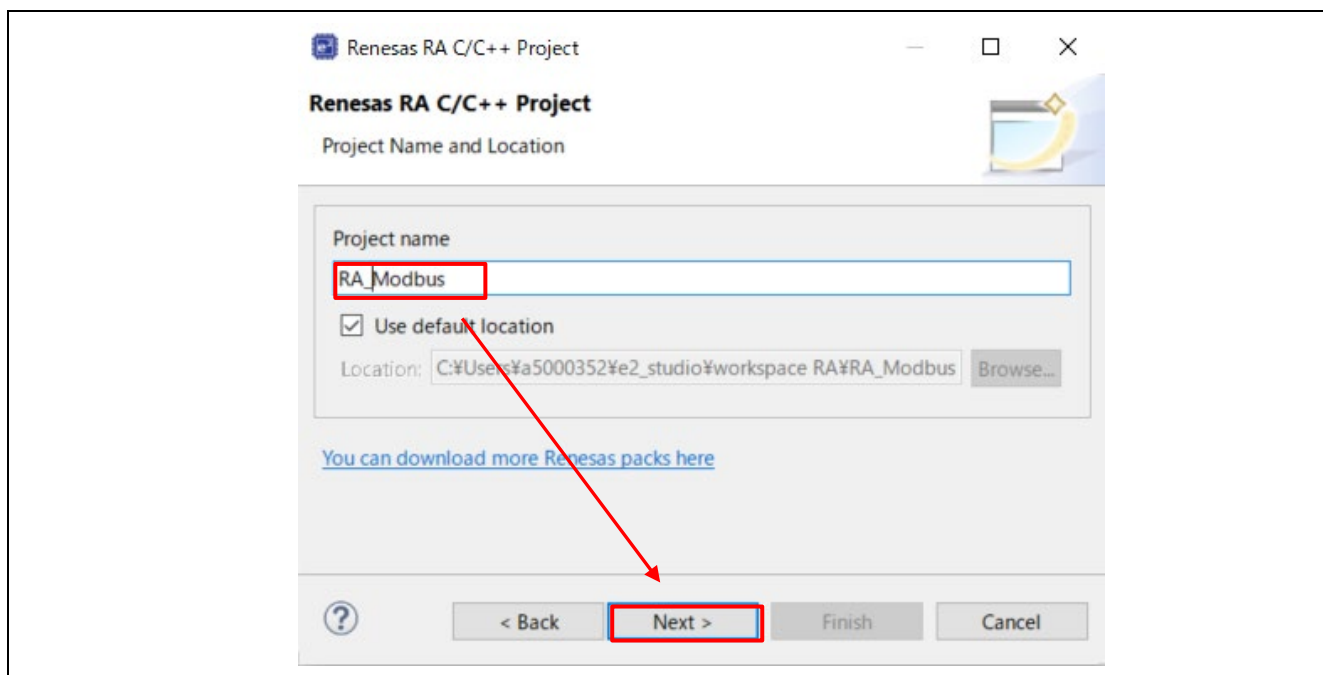 Renesas RA C/C++ Project
Renesas RA C/C++ Project
Project Name and Location
Project name
RA_Modbus
Use default location
Location: C:¥Users¥a5000352¥e2_studio¥workspace RA¥RA_Modbus Browse...
You can download more Renesas packs here
? < Back Next > Finish Cancel